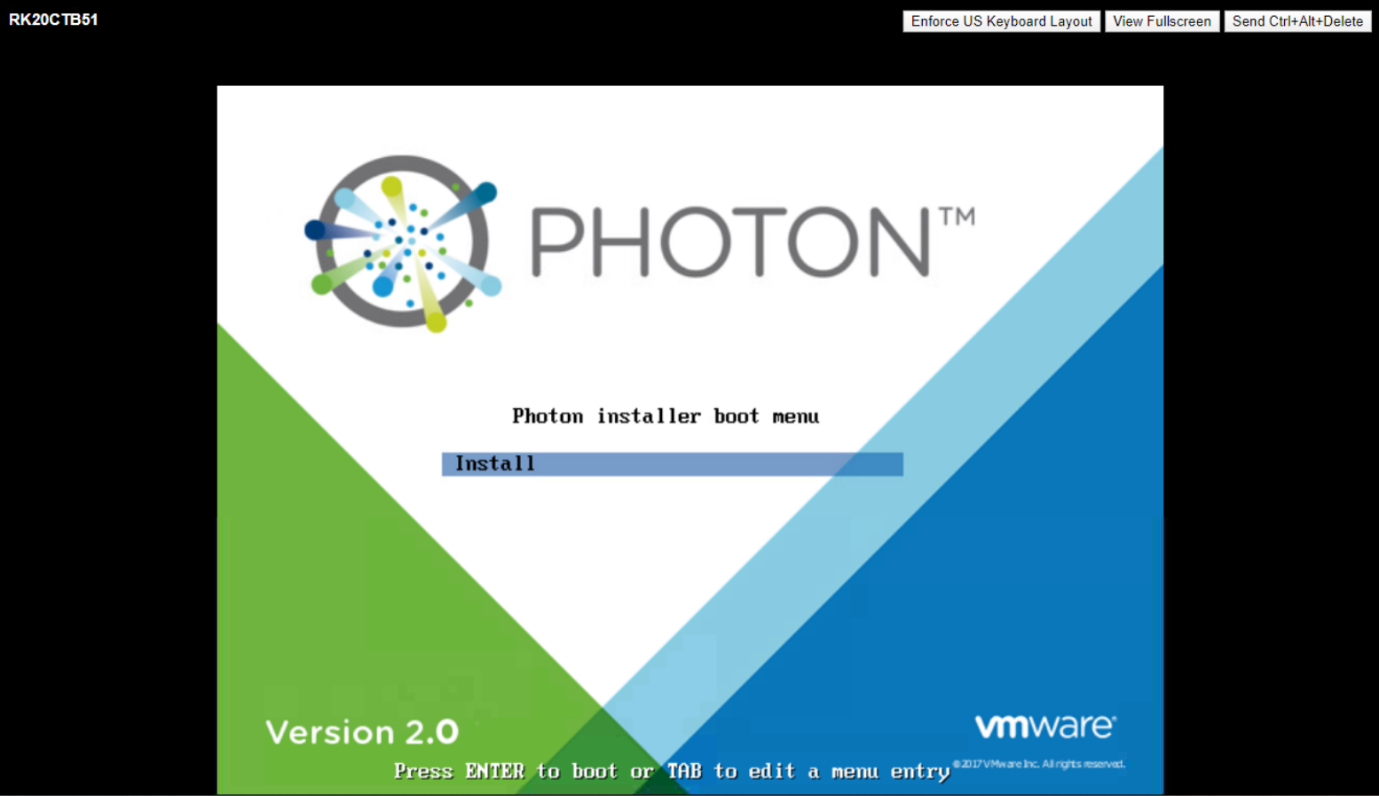 RK20CTB51
Enforce US Keyboard Layout View Fullscreen Send Ctrl+Alt+Delete
PHOTON™
Photon installer boot menu
Install
Version 2.0
vmware®
Press ENTER to boot or TAB to edit a menu entry
©2017 VMware Inc. All rights reserved.